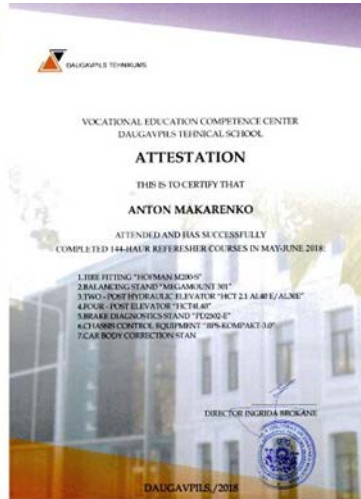 DAUGAVPILS TEHNIKUMS
VOCATIONAL EDUCATION COMPETENCE CENTER
DAUGAVPILS TEHNICAL SCHOOL
ATTESTATION
THIS IS TO CERTIFY THAT
ANTON MAKARENKO
ATTENDED AND HAS SUCCESSFULLY
COMPLETED 144-HAUR REFERESHER COURSES IN MAY-JUNE 2018:
1.TIRE FITTING "HOFMAN M200-S"
2.BALANCING STAND "MEGAMOUNT 301"
3.TWO - POST HYDRAULIC ELEVATOR "HCT 2.1 AL40 E/AL30E"
4.FOUR - POST ELEVATOR "HCT4L40"
5.BRAKE DIAGNOSTICS STAND "PD2502-E"
6.CHASSIS CONTROL EQUIPMENT "BPS-KOMPAKT-3.0"
7.CAR BODY CORRECTION STAN
DIRECTOR INGRIDA BROKANE
DAUGAVPILS,/2018